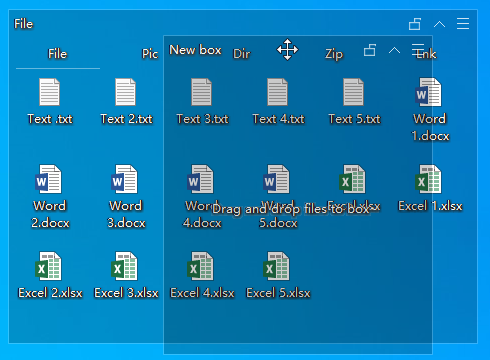 File
New box
File Pic Dir Zip Lnk
Text .txt Text 2.txt Text 3.txt Text 4.txt Text 5.txt Word 1.docx
Word 2.docx Word 3.docx Word 4.docx Word 5.docx Excel.xlsx Excel 1.xlsx
Drag and drop files to box
Excel 2.xlsx Excel 3.xlsx Excel 4.xlsx Excel 5.xlsx